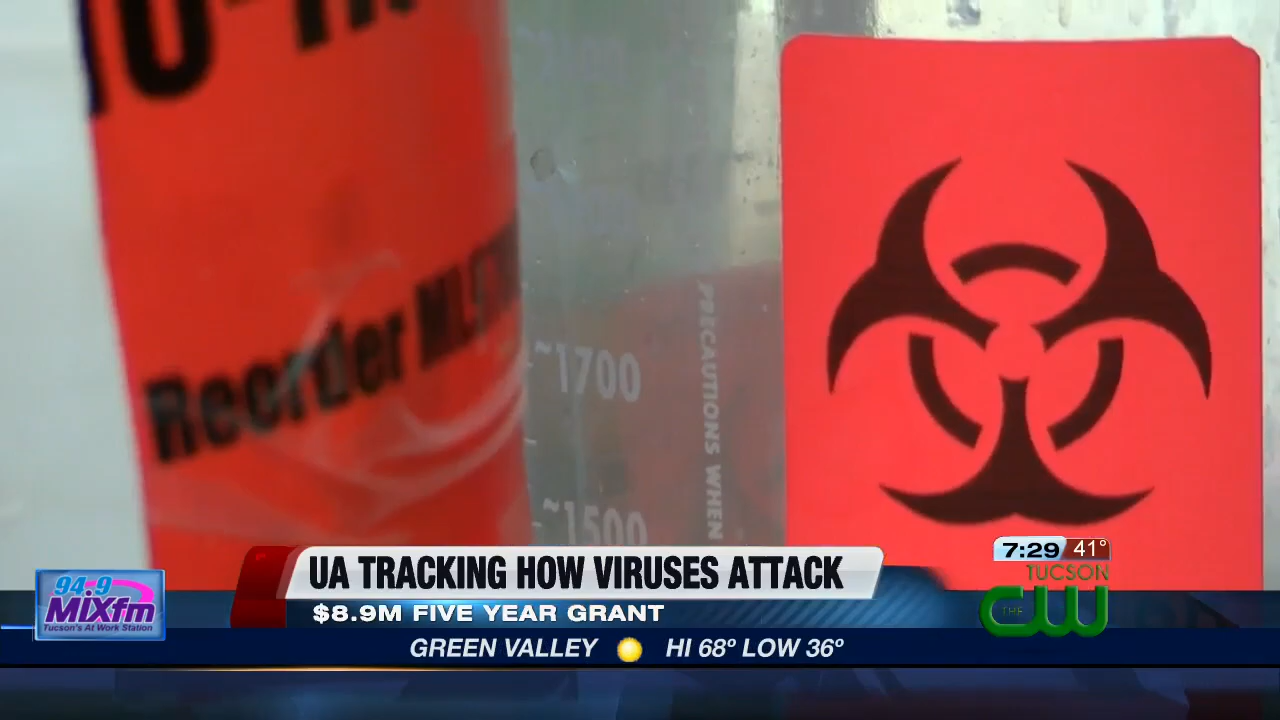 Reorder
~1700
PRECAUTIONS WHEN
~1500
UA TRACKING HOW VIRUSES ATTACK
$8.9M FIVE YEAR GRANT
7:29 41°
TUCSON
THE CW
94.9
MIXfm
Tucson's At Work Station
GREEN VALLEY HI 68° LOW 36°